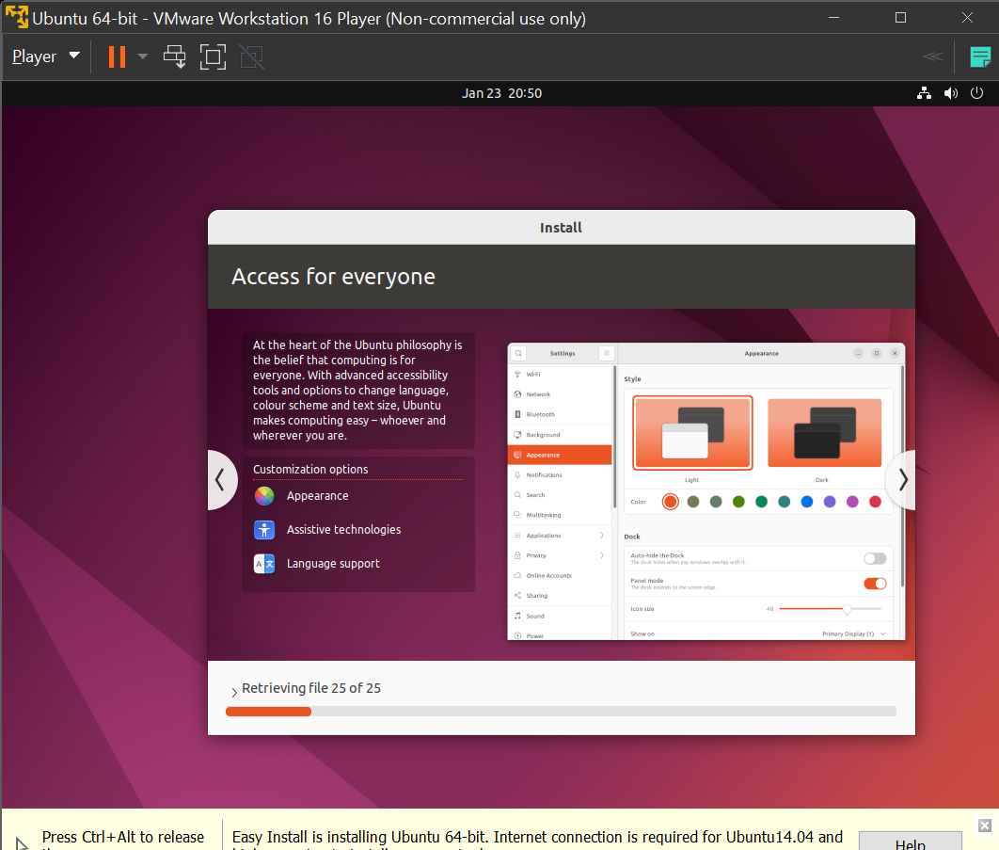 Ubuntu 64-bit - VMware Workstation 16 Player (Non-commercial use only)
Player
Jan 23 20:50
Install
Access for everyone
At the heart of the Ubuntu philosophy is
the belief that computing is for
everyone. With advanced accessibility
tools and options to change language,
colour scheme and text size, Ubuntu
makes computing easy – whoever and
wherever you are.
Customization options
Appearance
Assistive technologies
Language support
Settings
Wi-Fi
Network
Bluetooth
Background
Appearance
Notifications
Search
Multitasking
Applications
Privacy
Online Accounts
Sharing
Sound
Power
Appearance
Style
Light
Dark
Color
Dock
Auto-hide the Dock
The dock hides when any windows overlap with it.
Panel mode
The dock extends to the screen edge.
Icon size
48
Show on
Primary Display (1)
Retrieving file 25 of 25
Press Ctrl+Alt to release
Easy Install is installing Ubuntu 64-bit. Internet connection is required for Ubuntu14.04 and
Help